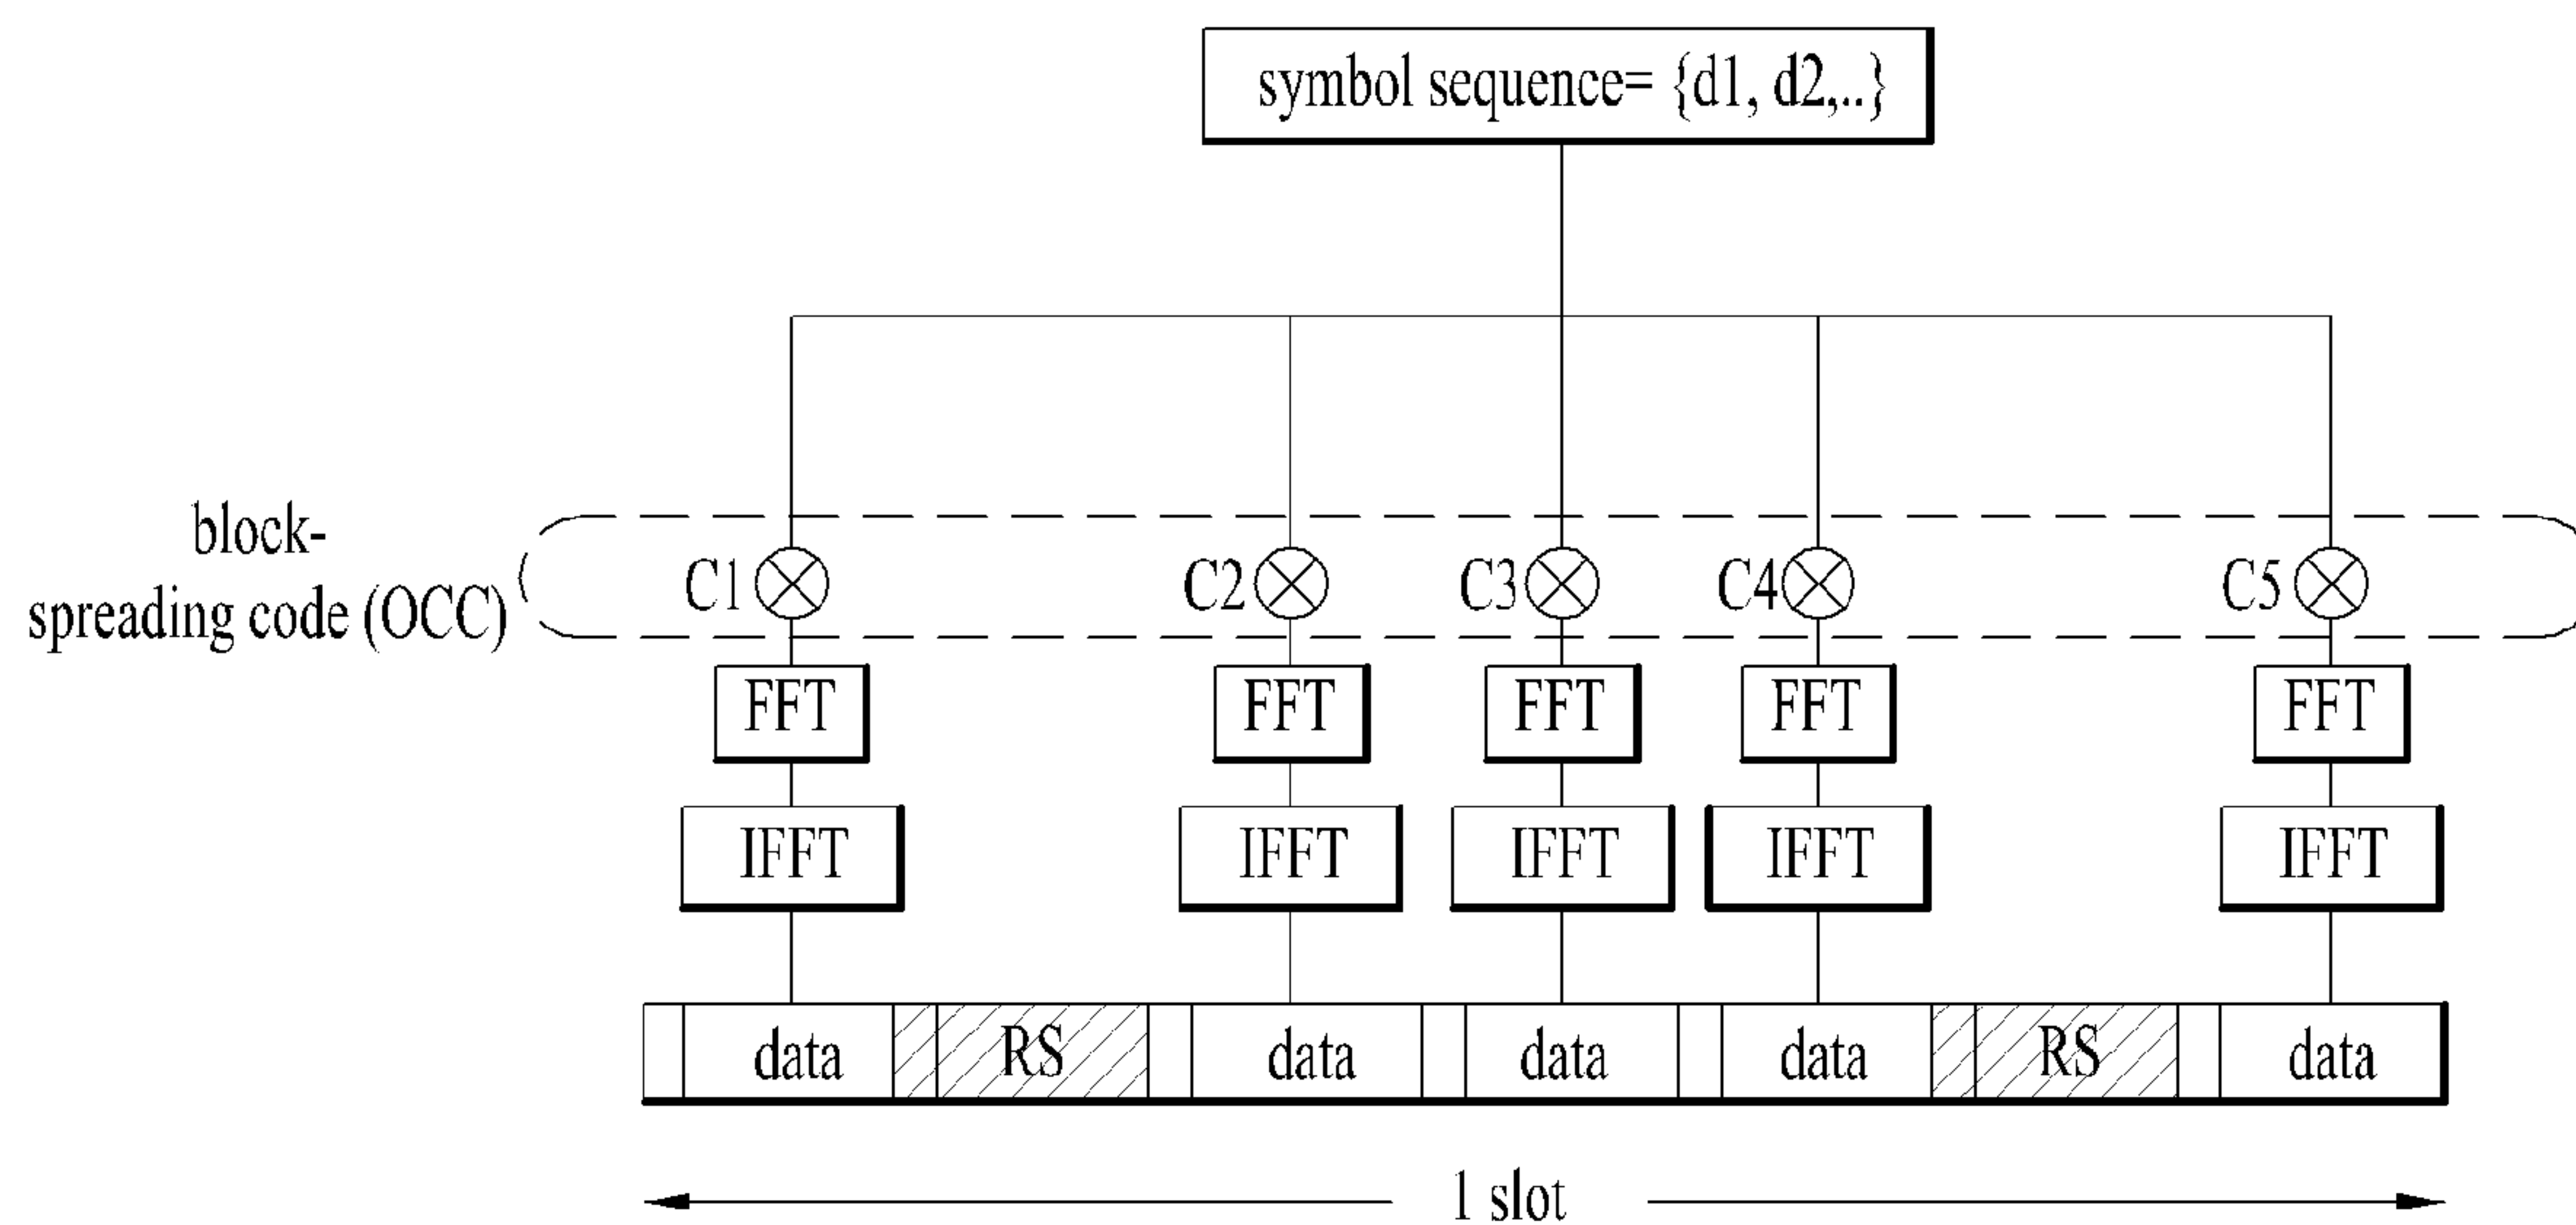 symbol sequence= {d1, d2,..}
block-
spreading code (OCC)
C1 C2 C3 C4 C5
FFT FFT FFT FFT FFT
IFFT IFFT IFFT IFFT IFFT
data RS data data data RS data
1 slot